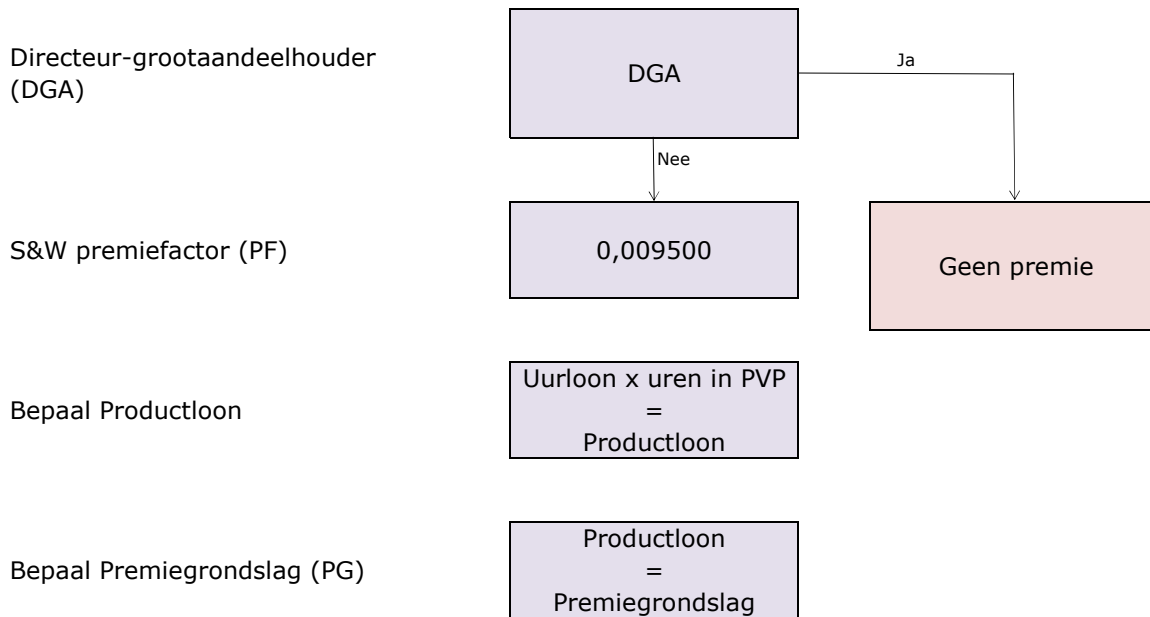 Directeur-grootaandeelhouder
(DGA)
DGA
Ja
Nee
S&W premiefactor (PF)
0,009500
Geen premie
Bepaal Productloon
Uurloon x uren in PVP
=
Productloon
Bepaal Premiegrondslag (PG)
Productloon
=
Premiegrondslag